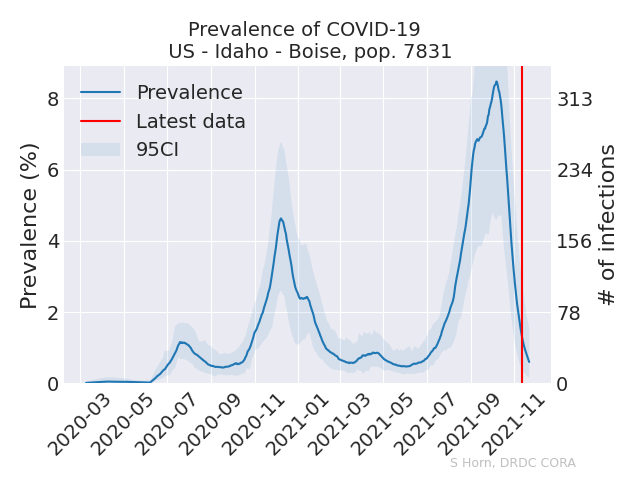 Prevalence of COVID-19
US - Idaho - Boise, pop. 7831
Prevalence
Latest data
95CI
Prevalence (%)
8
6
4
2
0
# of infections
313
234
156
78
0
2020-03
2020-05
2020-07
2020-09
2020-11
2021-01
2021-03
2021-05
2021-07
2021-09
2021-11
S Horn, DRDC CORA